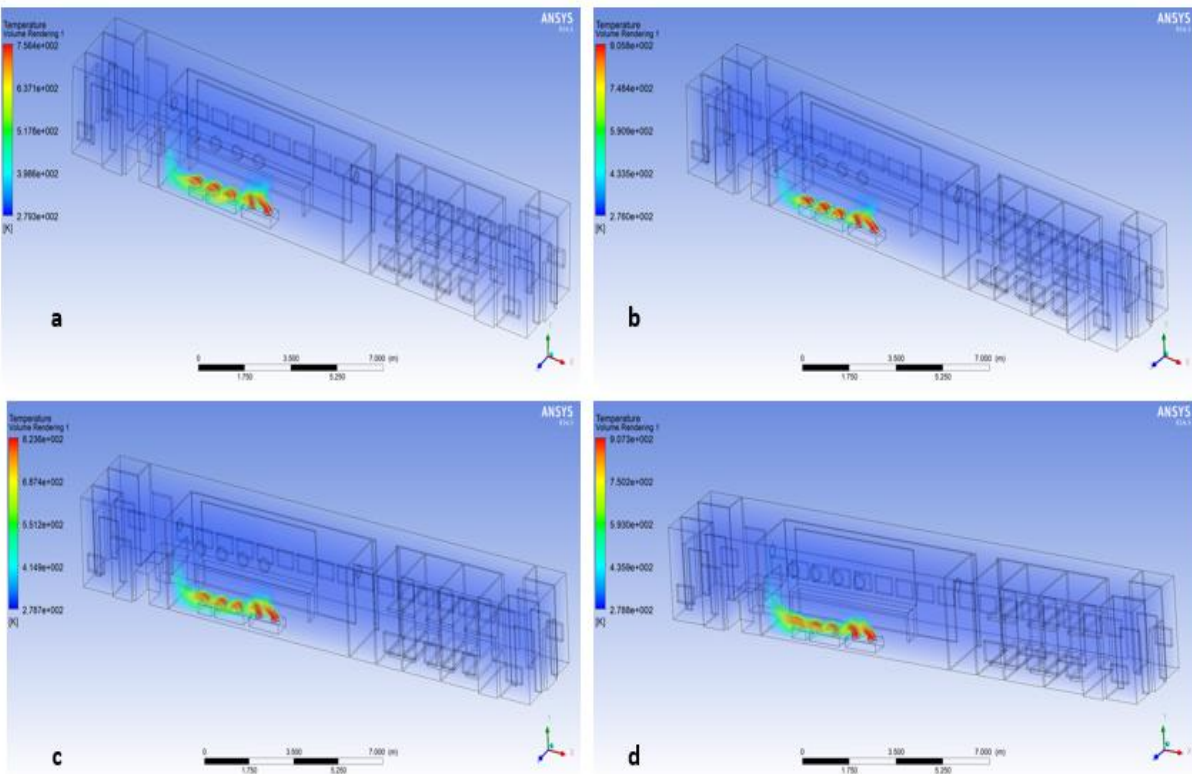 ANSYS
Temperature
Volume Rendering 1
7.564e+002
6.371e+002
5.178e+002
3.986e+002
2.793e+002
[K]
a
0 3.500 7.000 (m)
1.750 5.250
ANSYS
Temperature
Volume Rendering 1
9.058e+002
7.484e+002
5.909e+002
4.335e+002
2.760e+002
[K]
b
0 3.500 7.000 (m)
1.750 5.250
ANSYS
Temperature
Volume Rendering 1
8.236e+002
6.874e+002
5.512e+002
4.149e+002
2.787e+002
[K]
c
0 3.500 7.000 (m)
1.750 5.250
ANSYS
Temperature
Volume Rendering 1
9.073e+002
7.502e+002
5.930e+002
4.359e+002
2.788e+002
[K]
d
0 3.500 7.000 (m)
1.750 5.250